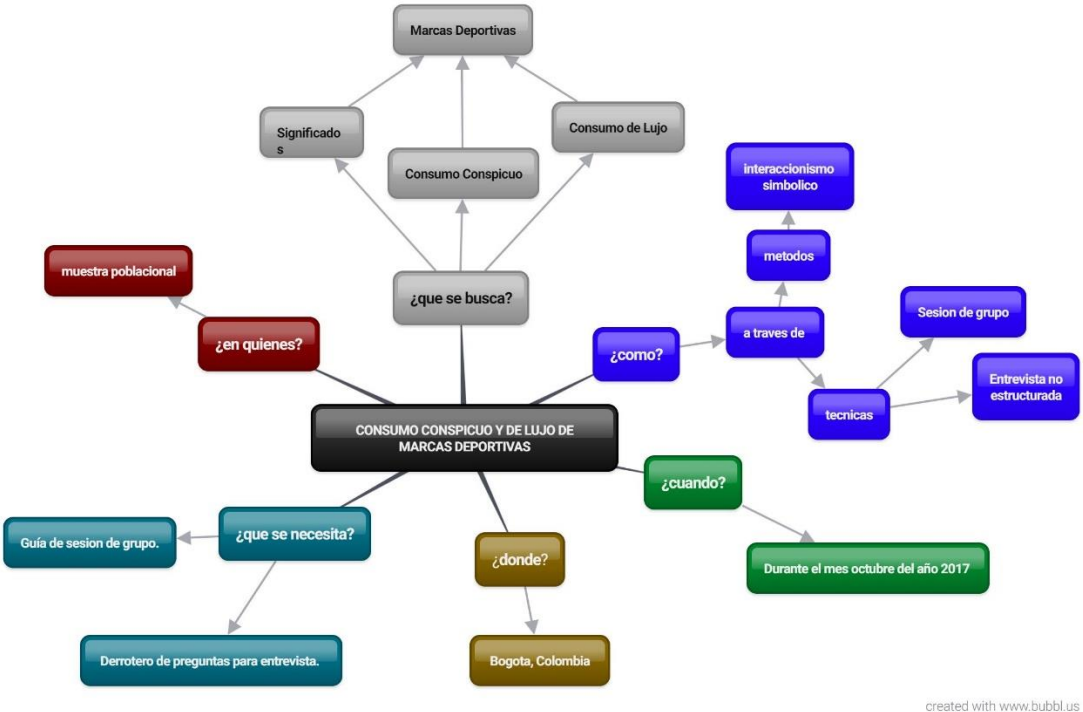 Marcas Deportivas
Significado
s
Consumo Conspicuo
Consumo de Lujo
¿que se busca?
interaccionismo
simbolico
metodos
a traves de
¿como?
Sesion de grupo
Entrevista no
estructurada
tecnicas
muestra poblacional
¿en quienes?
CONSUMO CONSPICUO Y DE LUJO DE
MARCAS DEPORTIVAS
¿cuando?
Durante el mes octubre del año 2017
¿que se necesita?
Guía de sesion de grupo.
Derrotero de preguntas para entrevista.
¿donde?
Bogota, Colombia
created with www.bubbl.us